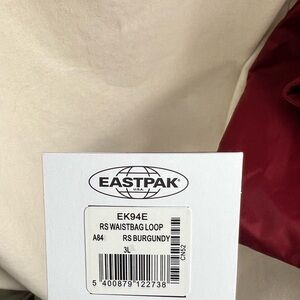 EASTPAK
U.S.A.
EK94E
RS WAISTBAG LOOP
A84 RS BURGUNDY
3L
CN52
5 400879 122738